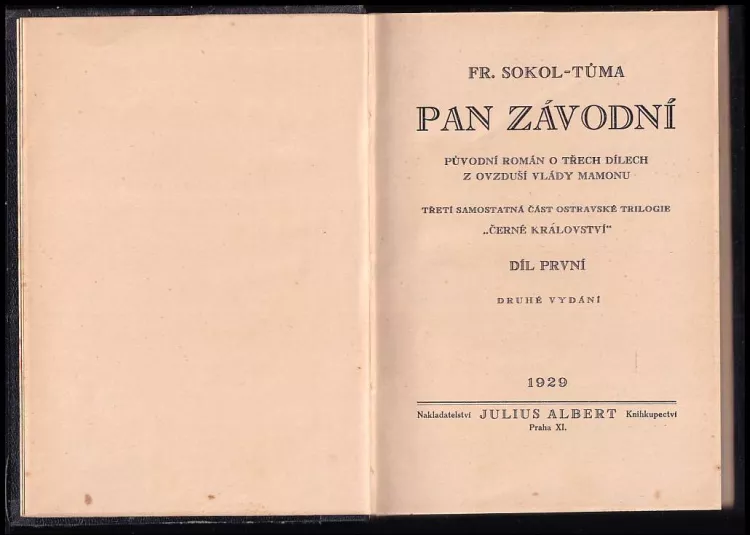 FR. SOKOL-TŮMA
PAN ZÁVODNÍ
PŮVODNÍ ROMÁN O TŘECH DÍLECH
Z OVZDUŠÍ VLÁDY MAMONU
TŘETÍ SAMOSTATNÁ ČÁST OSTRAVSKÉ TRILOGIE
„ČERNÉ KRÁLOVSTVÍ"
DÍL PRVNÍ
DRUHÉ VYDÁNÍ
1929
Nakladatelství JULIUS ALBERT Knihkupectví
Praha XI.